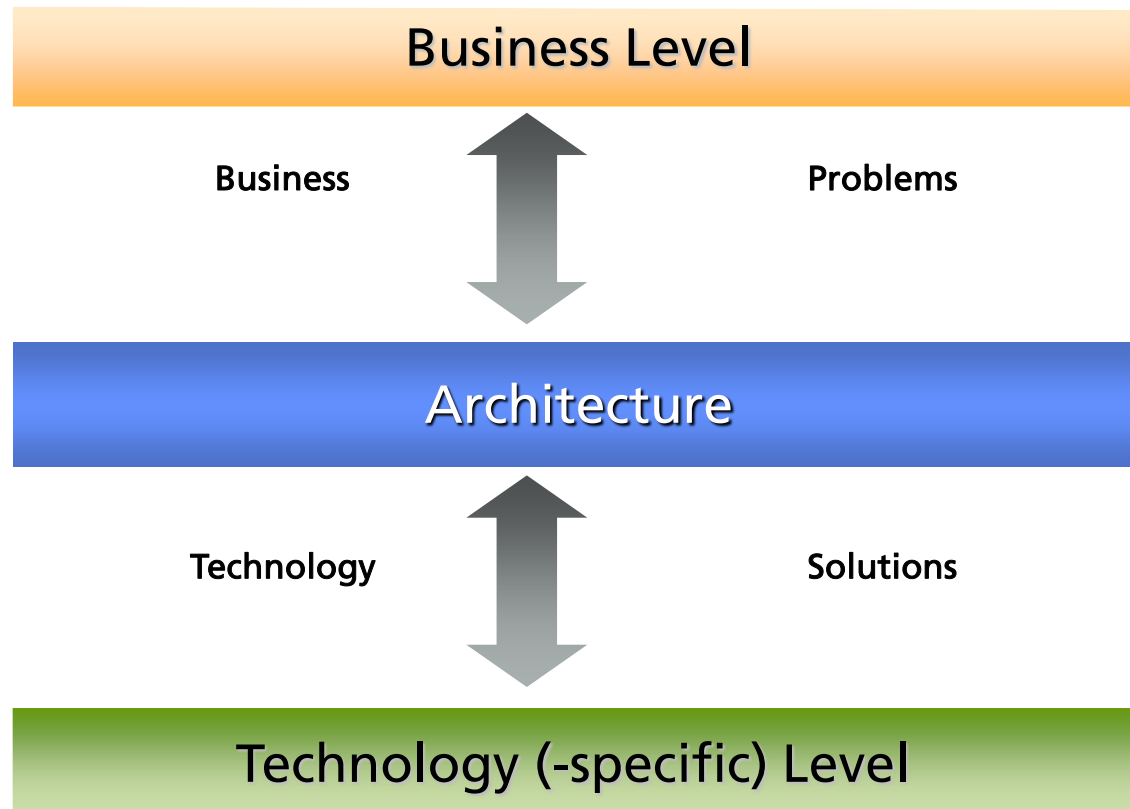 Business Level
Business
Problems
Architecture
Technology
Solutions
Technology (-specific) Level